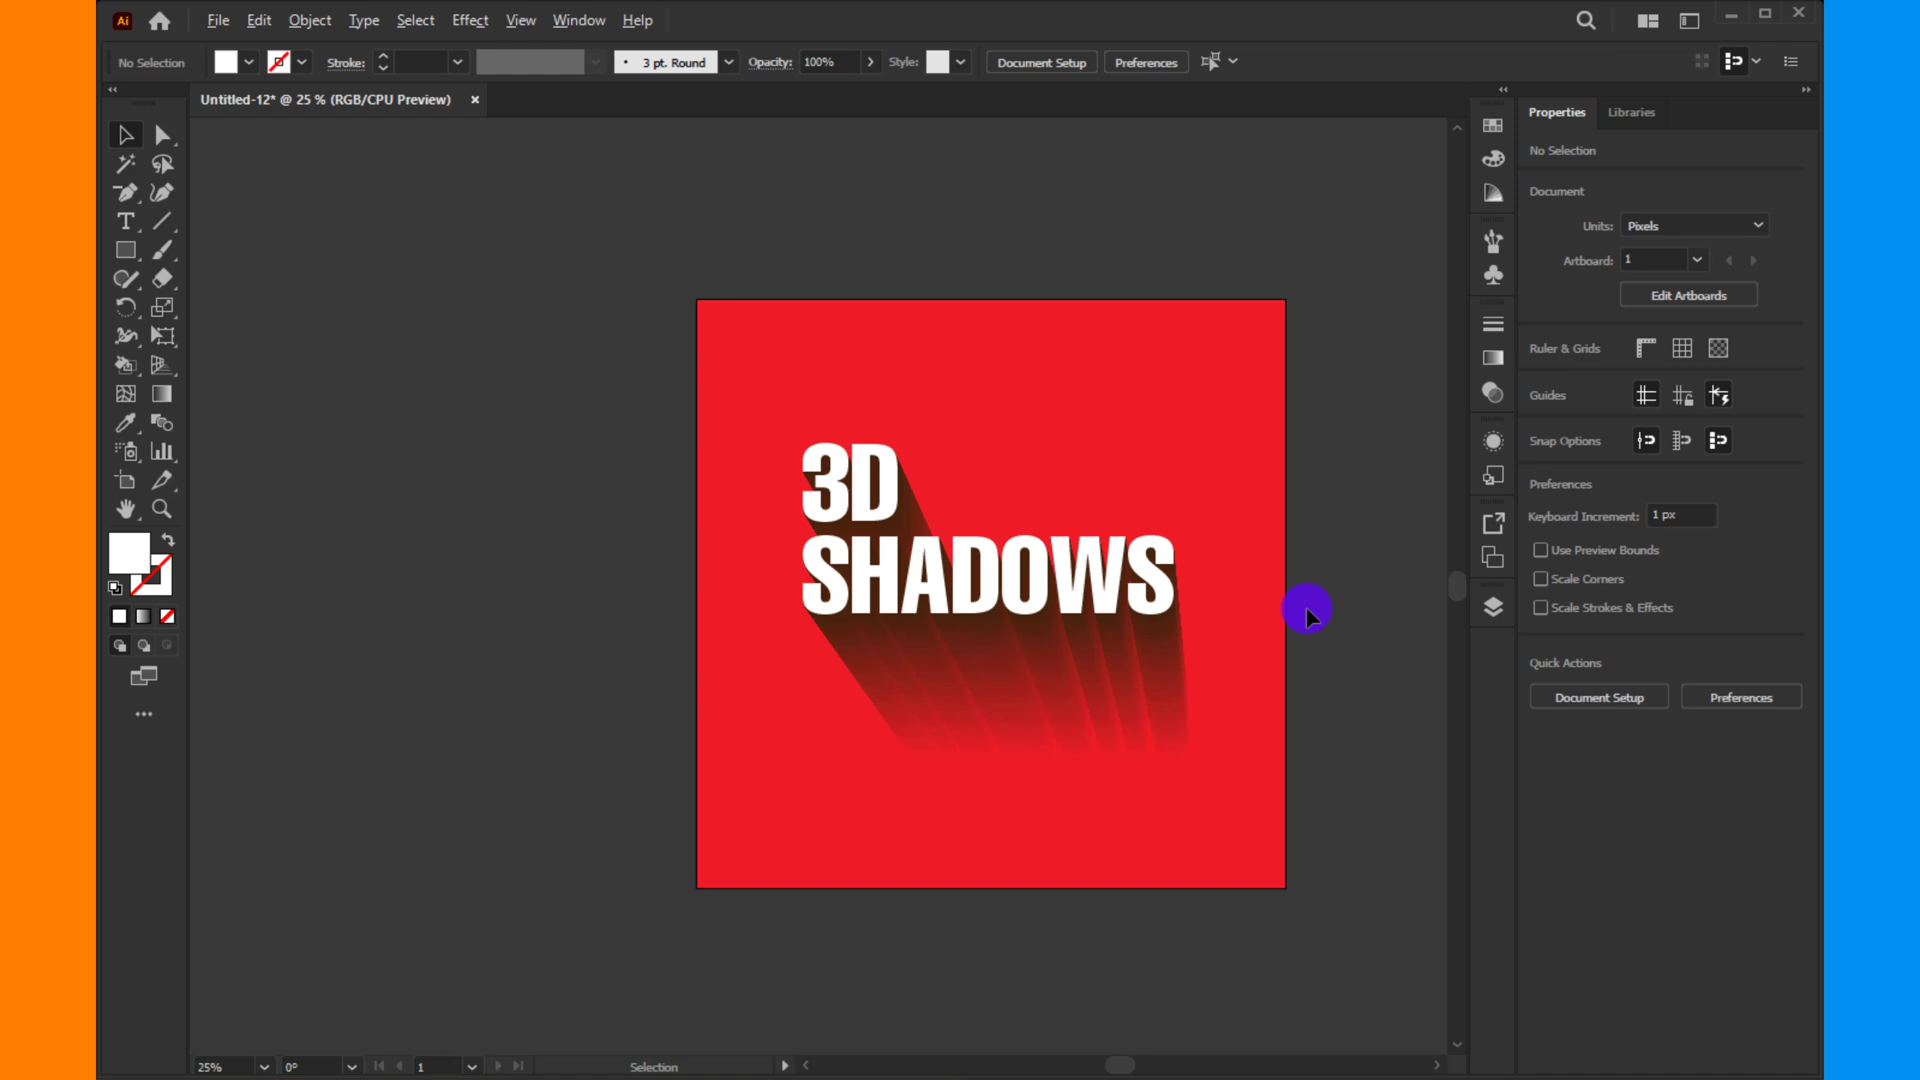 Ai File Edit Object Type Select Effect View Window Help
No Selection Stroke: 3 pt. Round Opacity: 100% Style: Document Setup Preferences
Untitled-12* @ 25 % (RGB/CPU Preview)
Properties Libraries
No Selection
Document
Units: Pixels
Artboard: 1
Edit Artboards
Ruler & Grids
Guides
Snap Options
Preferences
Keyboard Increment: 1 px
Use Preview Bounds
Scale Corners
Scale Strokes & Effects
Quick Actions
Document Setup Preferences
3D
SHADOWS
25% 0° 1 Selection